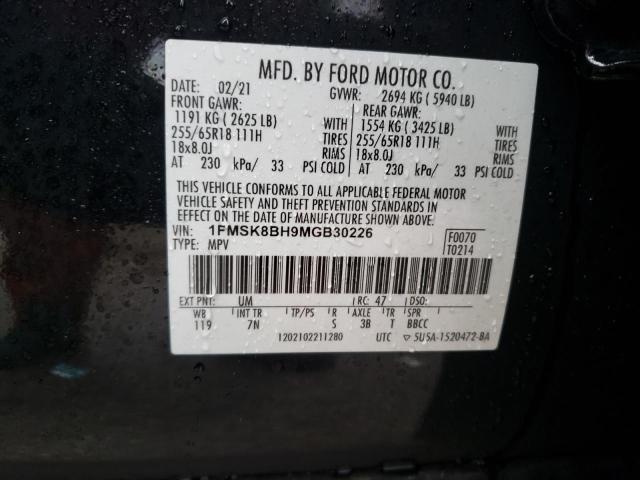 MFD. BY FORD MOTOR CO.
02/21 GVWR: 2694 KG ( 5940 LB)
FRONT GAWR: REAR GAWR:
1191 KG ( 2625 LB) 1554 KG ( 3425 LB)
255/65R18 111H TIRES 255/65R18 111H TIRES
18x8.0J RIMS 18x8.0J RIMS
AT 230 kPa/ 33 PSI COLD AT 230 kPa/ 33 PSI COLD
THIS VEHICLE CONFORMS TO ALL APPLICABLE FEDERAL MOTOR
VEHICLE SAFETY AND THEFT PREVENTION STANDARDS IN
EFFECT ON THE DATE OF MANUFACTURE SHOWN ABOVE.
VIN: 1FMSK8BH9MGB30226 F0070
TYPE: MPV T0214
EXT PNT: UM RC: 47 DSO:
WB INT TR TP/PS R AXLE TR SPR
119 7N S 3B T BBCC
1202102211280 UTC ▽ 5U5A-1520472-BA